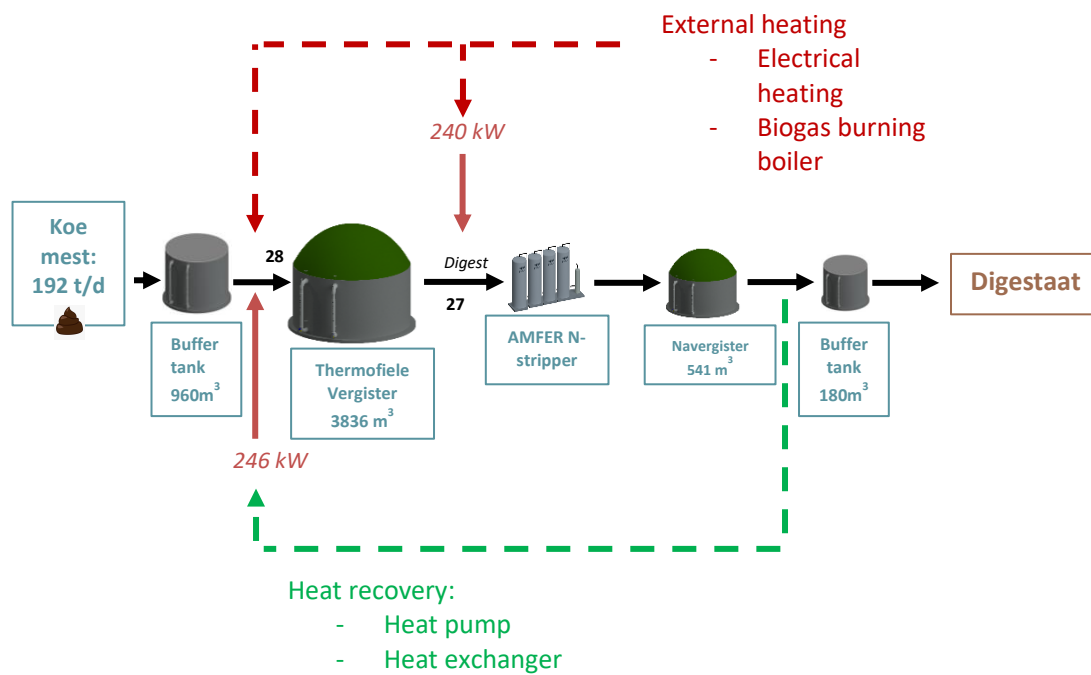 External heating
- Electrical
heating
- Biogas burning
boiler
240 kW
Koe
mest:
192 t/d
28
Digest
27
Digestaat
Buffer
tank
960m³
Thermofiele
Vergister
3836 m³
AMFER N-
stripper
Navergister
541 m³
Buffer
tank
180m³
246 kW
Heat recovery:
- Heat pump
- Heat exchanger